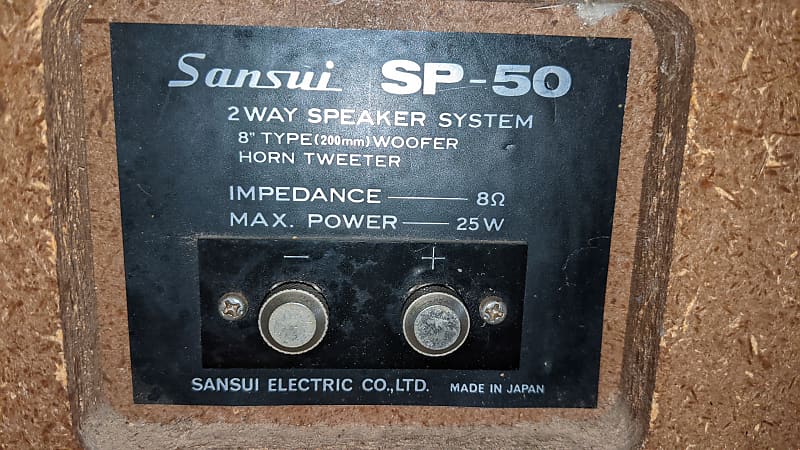 Sansui SP-50
2 WAY SPEAKER SYSTEM
8" TYPE (200mm) WOOFER
HORN TWEETER
IMPEDANCE — 8Ω
MAX. POWER — 25W
− +
SANSUI ELECTRIC CO.,LTD. MADE IN JAPAN